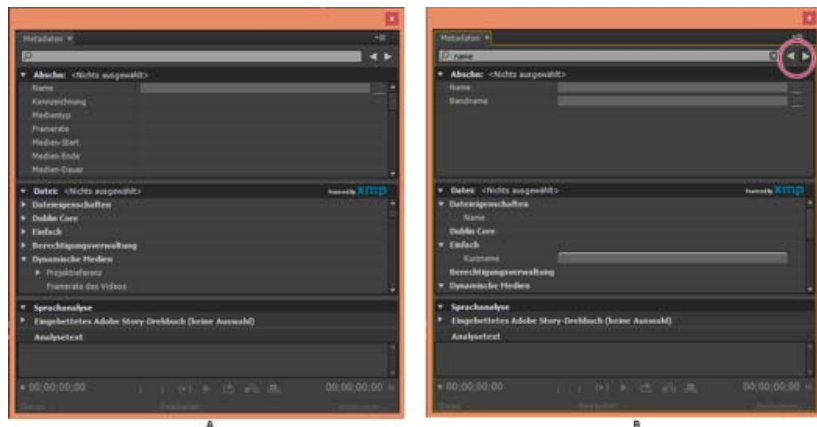 Metadaten
Abschn: <Nichts ausgewählt>
Name
Kennzeichnung
Medientyp
Framerate
Medien-Start
Medien-Ende
Medien-Dauer
Datei: <Nichts ausgewählt>
Powered By xmp
Dateieigenschaften
Dublin Core
Einfach
Berechtigungsverwaltung
Dynamische Medien
Projektreferenz
Framerate des Videos
Sprachanalyse
Eingebettetes Adobe Story-Drehbuch (keine Auswahl)
Analysetext
00;00;00;00
00;00;00;00
A
Metadaten
name
Abschn: <Nichts ausgewählt>
Name
Bandname
Datei: <Nichts ausgewählt>
Powered By xmp
Dateieigenschaften
Name
Dublin Core
Einfach
Kurzname
Berechtigungsverwaltung
Dynamische Medien
Sprachanalyse
Eingebettetes Adobe Story-Drehbuch (keine Auswahl)
Analysetext
00;00;00;00
00;00;00;00
B